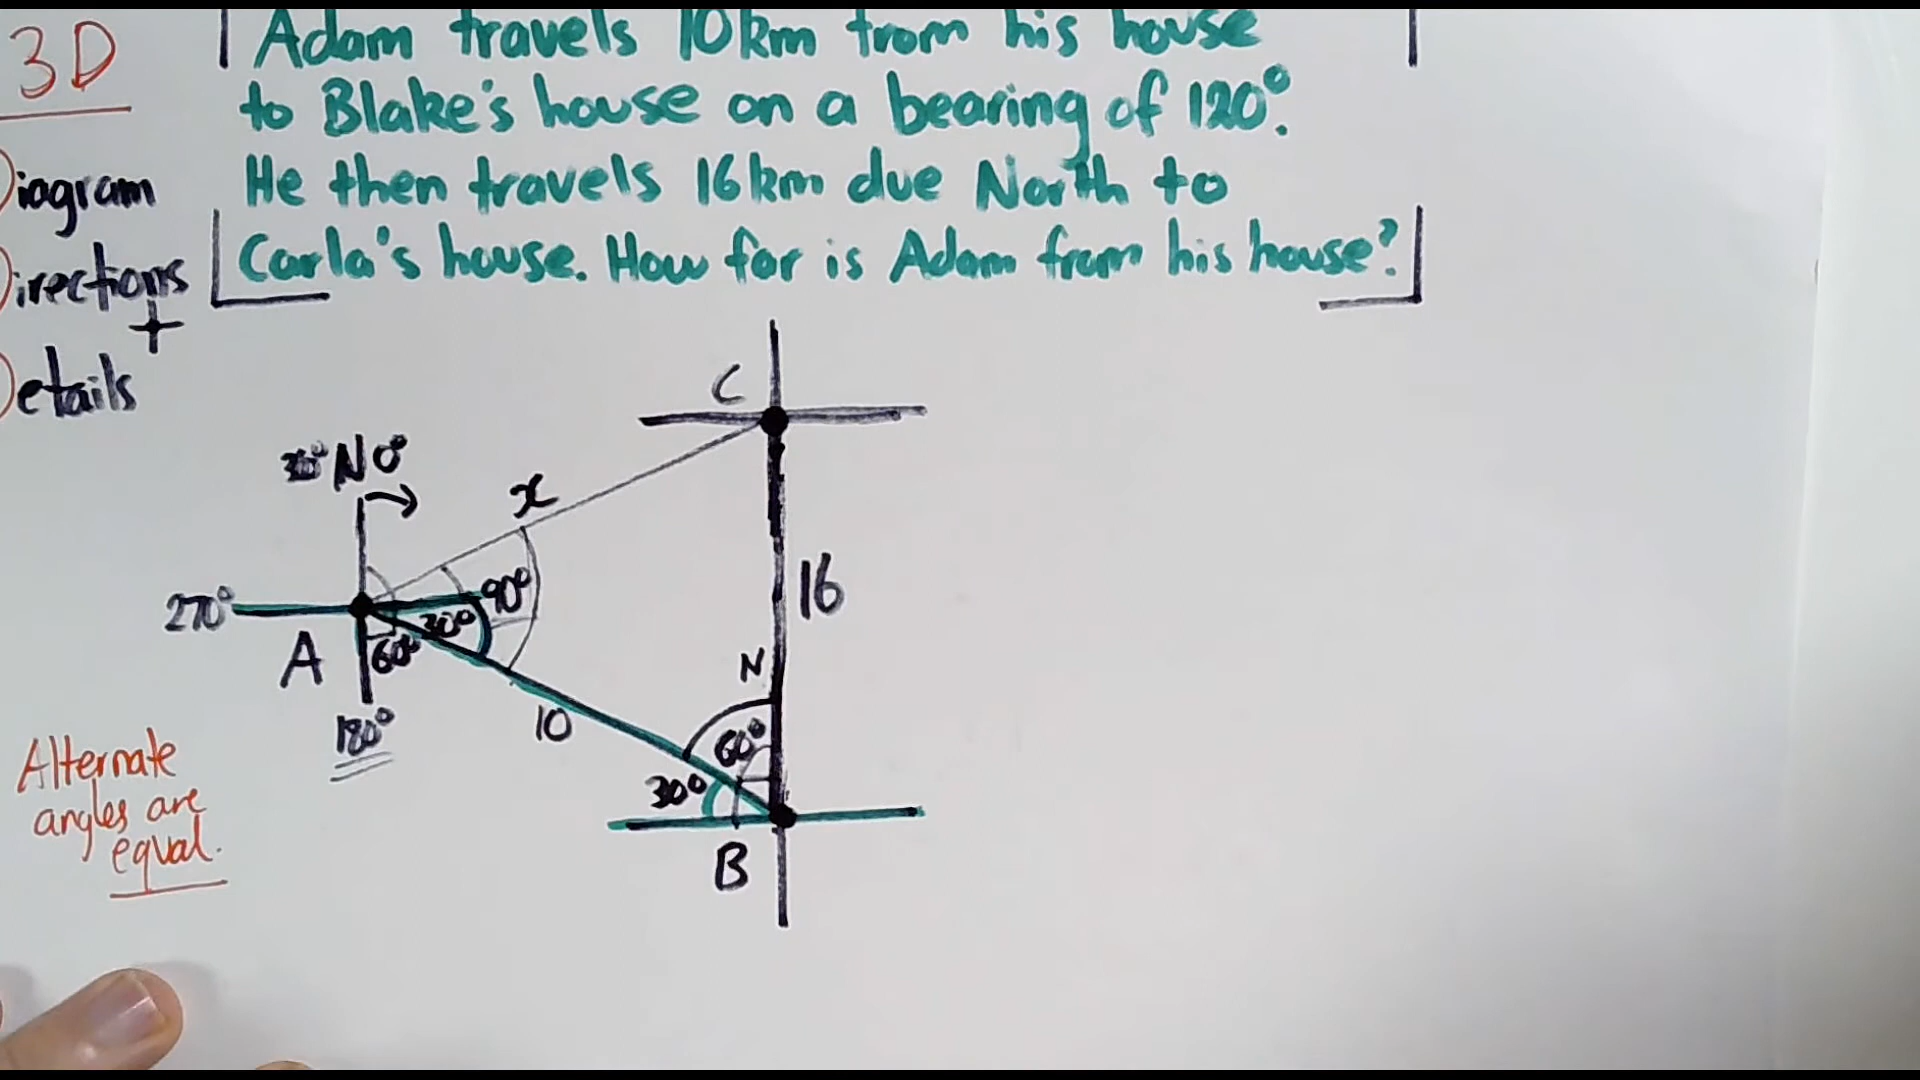 3D
Adam travels 10km from his house
to Blake's house on a bearing of 120°.
He then travels 16km due North to
Carla's house. How far is Adam from his house?
Diagram
Directions
+
Details
C
N 0°
x
16
270°
90°
30°
A
60°
180°
10
N
60°
30°
B
Alternate
angles are
equal.